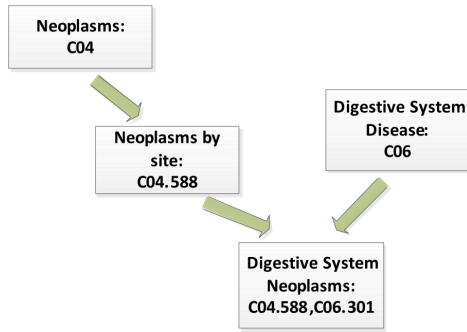 Neoplasms:
C04
Neoplasms by
site:
C04.588
Digestive System
Disease:
C06
Digestive System
Neoplasms:
C04.588,C06.301